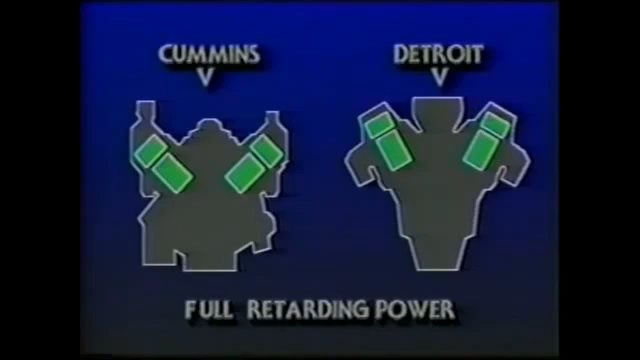 CUMMINS DETROIT
V V
FULL RETARDING POWER